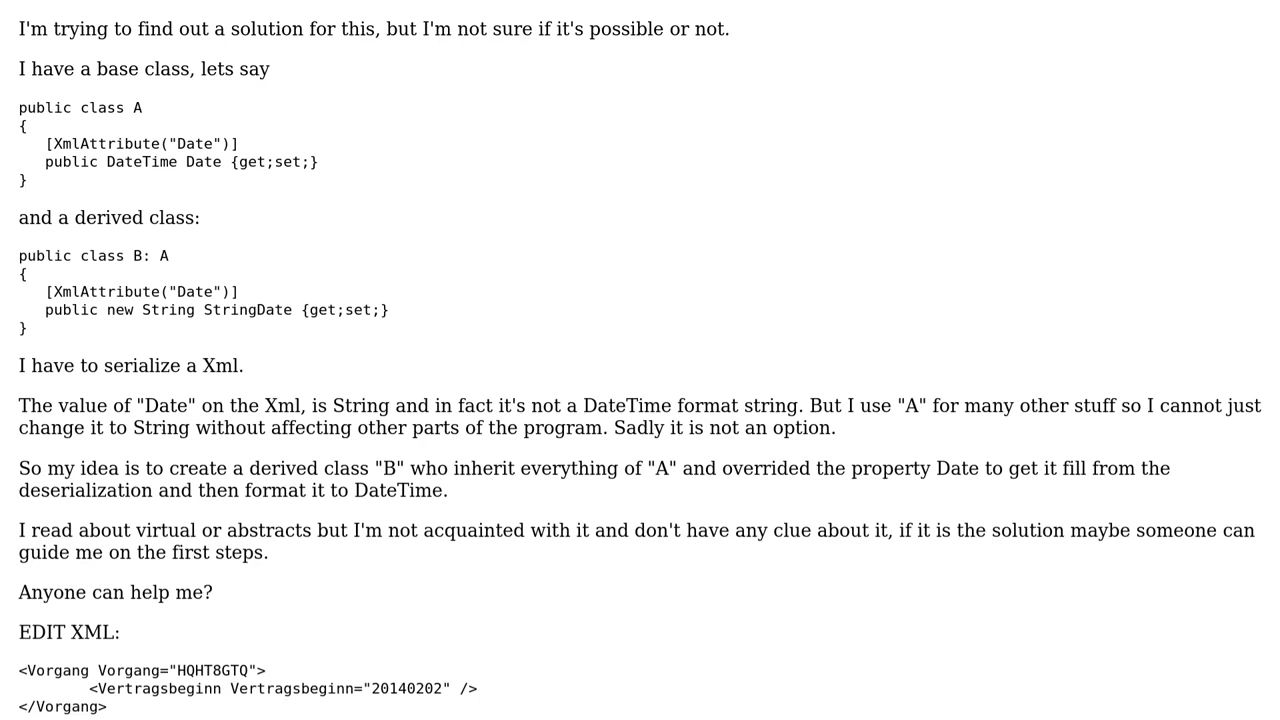 I'm trying to find out a solution for this, but I'm not sure if it's possible or not.
I have a base class, lets say
public class A
{
   [XmlAttribute("Date")]
   public DateTime Date {get;set;}
}
and a derived class:
public class B: A
{
   [XmlAttribute("Date")]
   public new String StringDate {get;set;}
}
I have to serialize a Xml.
The value of "Date" on the Xml, is String and in fact it's not a DateTime format string. But I use "A" for many other stuff so I cannot just
change it to String without affecting other parts of the program. Sadly it is not an option.
So my idea is to create a derived class "B" who inherit everything of "A" and overrided the property Date to get it fill from the
deserialization and then format it to DateTime.
I read about virtual or abstracts but I'm not acquainted with it and don't have any clue about it, if it is the solution maybe someone can
guide me on the first steps.
Anyone can help me?
EDIT XML:
<Vorgang Vorgang="HQHT8GTQ">
        <Vertragsbeginn Vertragsbeginn="20140202" />
</Vorgang>